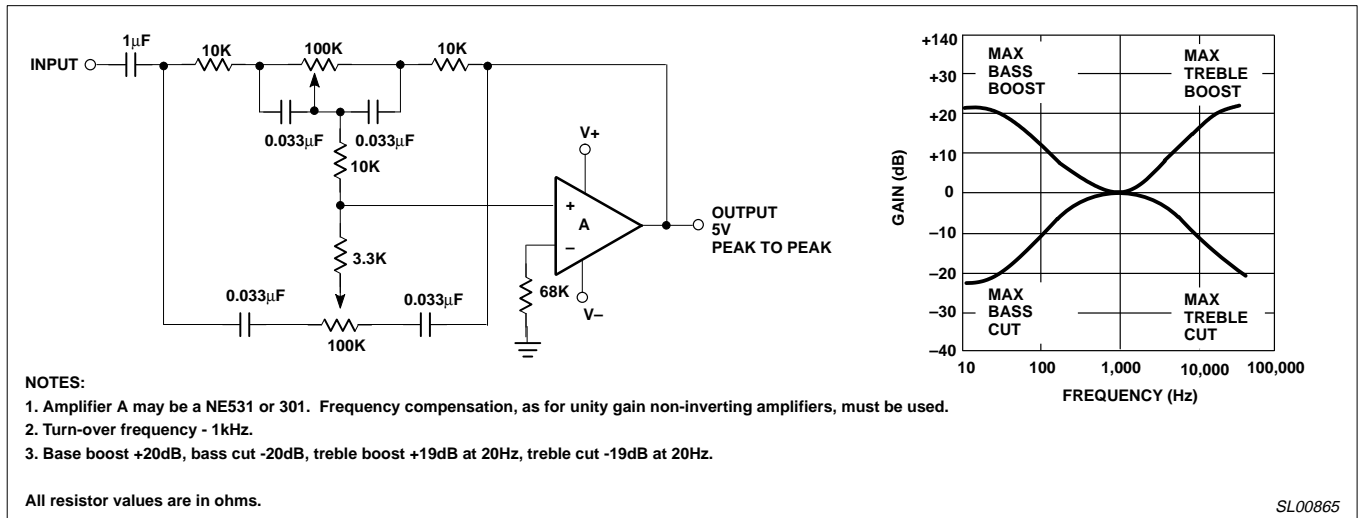 1μF
INPUT
10K
100K
10K
0.033μF
0.033μF
10K
V+
+
A
–
OUTPUT
5V
PEAK TO PEAK
3.3K
68K
V–
0.033μF
0.033μF
100K
+140
+30
+20
+10
0
–10
–20
–30
–40
GAIN (dB)
MAX
BASS
BOOST
MAX
TREBLE
BOOST
MAX
BASS
CUT
MAX
TREBLE
CUT
10
100
1,000
10,000
100,000
FREQUENCY (Hz)
NOTES:
1. Amplifier A may be a NE531 or 301. Frequency compensation, as for unity gain non-inverting amplifiers, must be used.
2. Turn-over frequency - 1kHz.
3. Base boost +20dB, bass cut -20dB, treble boost +19dB at 20Hz, treble cut -19dB at 20Hz.
All resistor values are in ohms.
SL00865